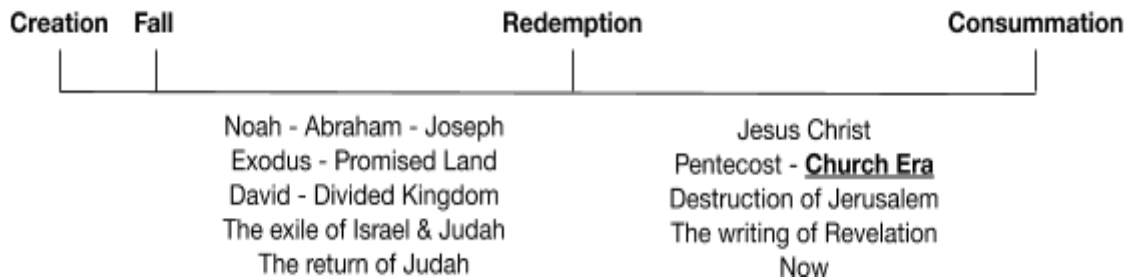 Creation Fall Redemption Consummation
Noah - Abraham - Joseph
Exodus - Promised Land
David - Divided Kingdom
The exile of Israel & Judah
The return of Judah
Jesus Christ
Pentecost - Church Era
Destruction of Jerusalem
The writing of Revelation
Now